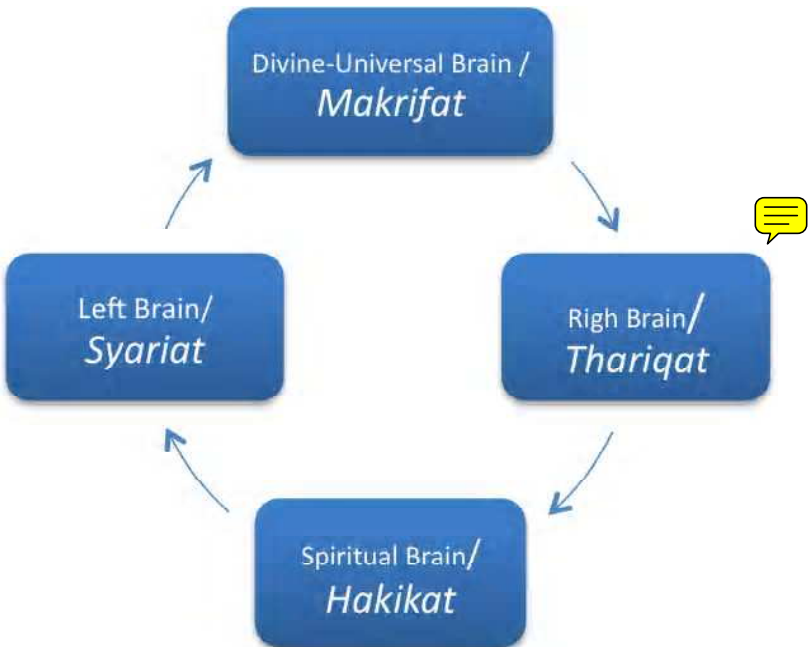 Divine-Universal Brain /
Makrifat
Left Brain/
Syariat
Righ Brain/
Thariqat
Spiritual Brain/
Hakikat